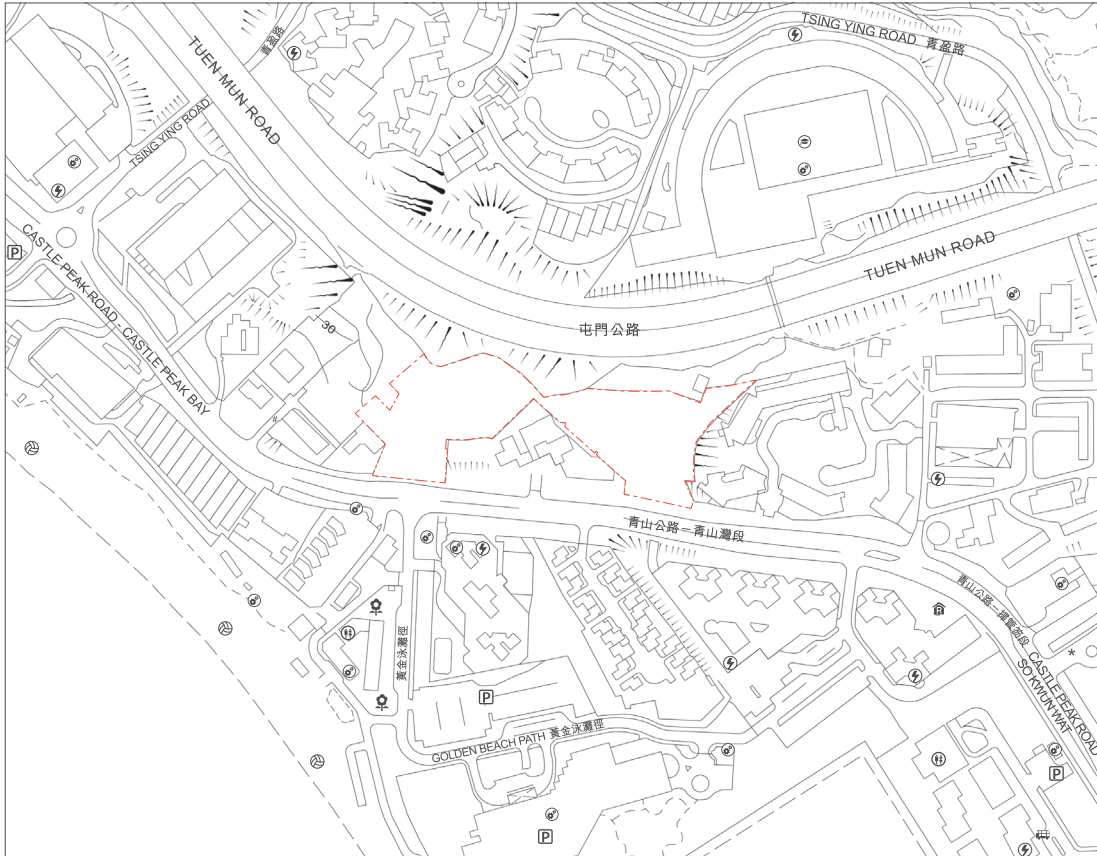 TSING YING ROAD 青盈路
青盈路
TUEN MUN ROAD
TSING YING ROAD
CASTLE PEAK ROAD - CASTLE PEAK BAY
P
TUEN MUN ROAD
屯門公路
30
#
青山公路－青山灣段
青山公路－掃管笏段
CASTLE PEAK ROAD
SO KWUN WAT
*
R
黃金泳灘徑
P
GOLDEN BEACH PATH 黃金泳灘徑
P
P